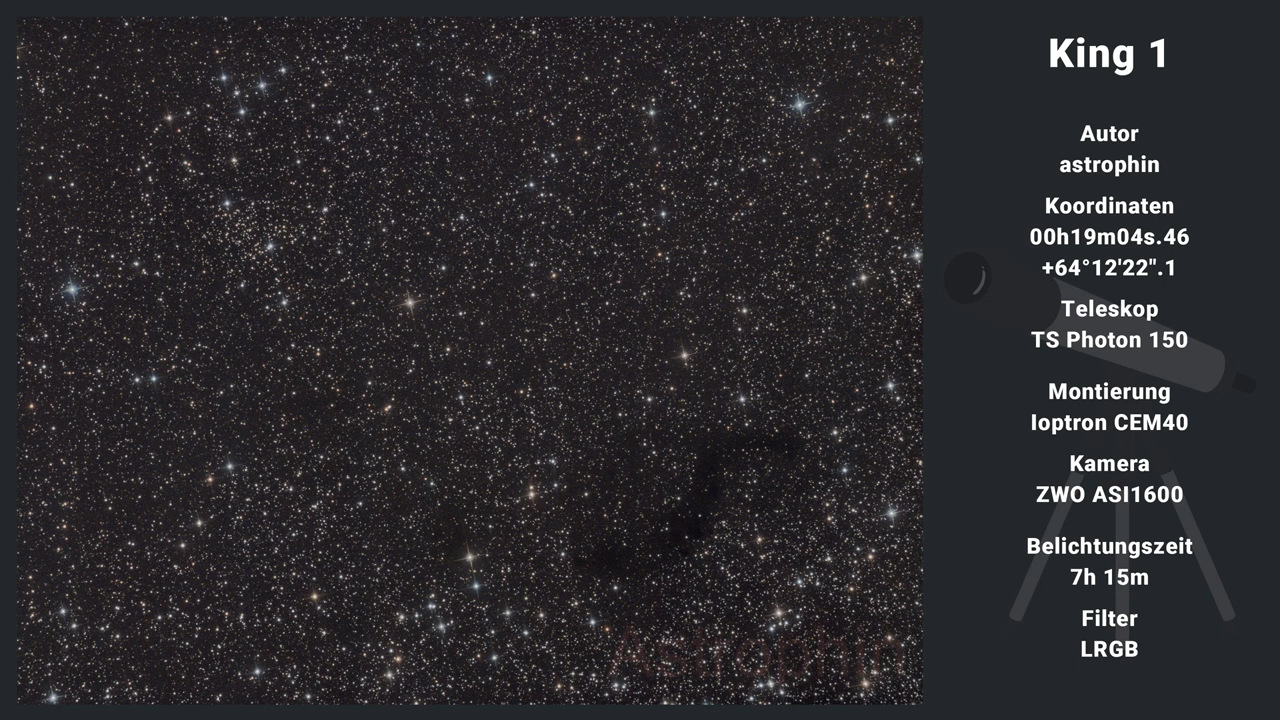 King 1
Autor
astrophin
Koordinaten
00h19m04s.46
+64°12'22".1
Teleskop
TS Photon 150
Montierung
Ioptron CEM40
Kamera
ZWO ASI1600
Belichtungszeit
7h 15m
Filter
LRGB
Astrophin